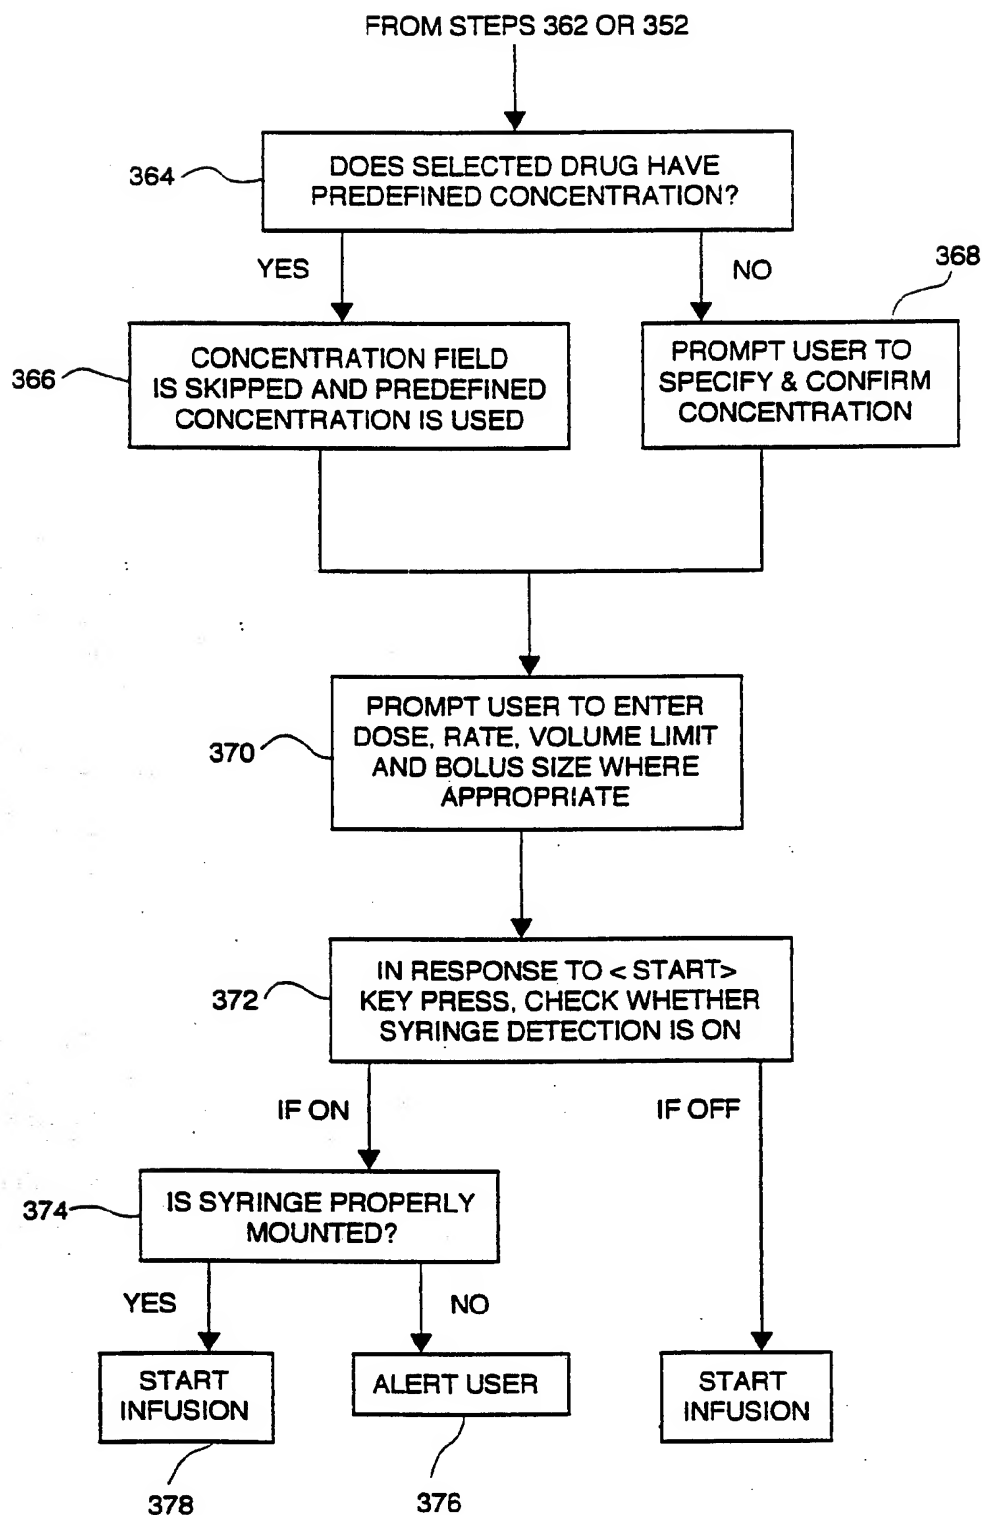 FROM STEPS 362 OR 352
364
DOES SELECTED DRUG HAVE
PREDEFINED CONCENTRATION?
YES
NO
368
366
CONCENTRATION FIELD
IS SKIPPED AND PREDEFINED
CONCENTRATION IS USED
PROMPT USER TO
SPECIFY & CONFIRM
CONCENTRATION
370
PROMPT USER TO ENTER
DOSE, RATE, VOLUME LIMIT
AND BOLUS SIZE WHERE
APPROPRIATE
372
IN RESPONSE TO < START>
KEY PRESS, CHECK WHETHER
SYRINGE DETECTION IS ON
IF ON
IF OFF
374
IS SYRINGE PROPERLY
MOUNTED?
YES
NO
START
INFUSION
ALERT USER
START
INFUSION
378
376